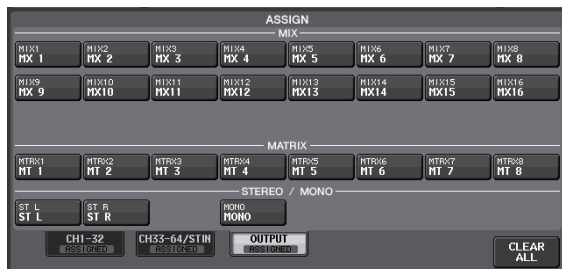 ASSIGN
MIX
MIX1 MIX2 MIX3 MIX4 MIX5 MIX6 MIX7 MIX8
MX 1 MX 2 MX 3 MX 4 MX 5 MX 6 MX 7 MX 8
MIX9 MIX10 MIX11 MIX12 MIX13 MIX14 MIX15 MIX16
MX 9 MX10 MX11 MX12 MX13 MX14 MX15 MX16
MATRIX
MTRX1 MTRX2 MTRX3 MTRX4 MTRX5 MTRX6 MTRX7 MTRX8
MT 1 MT 2 MT 3 MT 4 MT 5 MT 6 MT 7 MT 8
STEREO / MONO
ST L ST R MONO
ST L ST R MONO
CH1-32 CH33-64/STIN OUTPUT
ASSIGNED ASSIGNED ASSIGNED
CLEAR
ALL